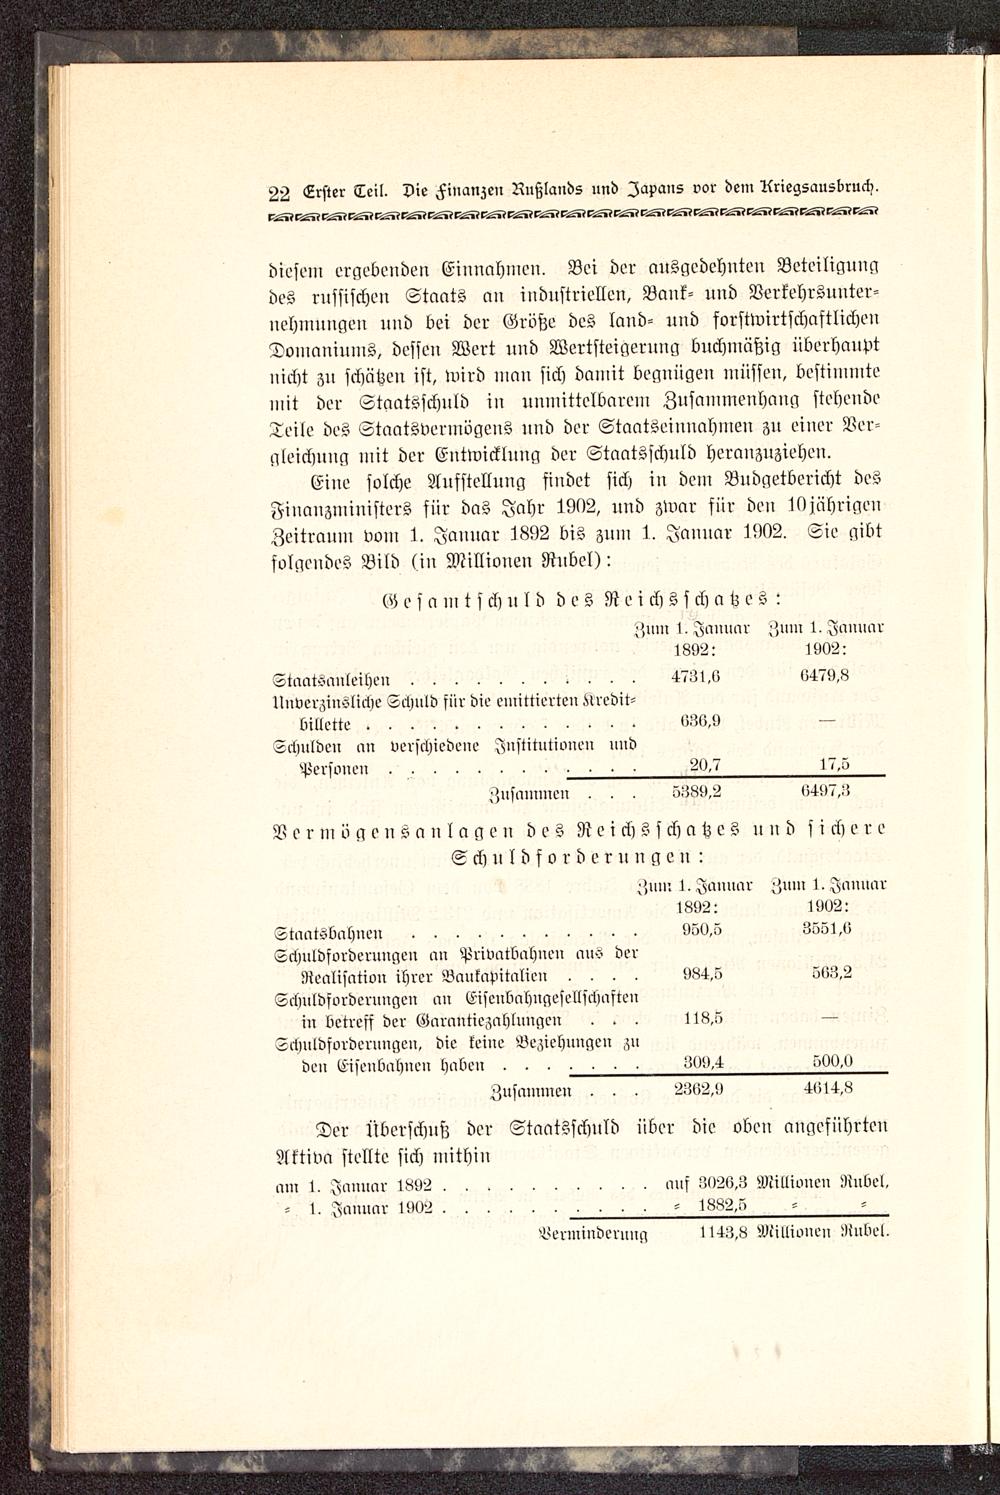 22 Erster Teil. Die Finanzen Rußlands und Japans vor dem Kriegsausbruch.
diesem ergebenden Einnahmen. Bei der ausgedehnten Beteiligung
des russischen Staats an industriellen, Bank- und Verkehrsunter-
nehmungen und bei der Größe des land- und forstwirtschaftlichen
Domaniums, dessen Wert und Wertsteigerung buchmäßig überhaupt
nicht zu schätzen ist, wird man sich damit begnügen müssen, bestimmte
mit der Staatsschuld in unmittelbarem Zusammenhang stehende
Teile des Staatsvermögens und der Staatseinnahmen zu einer Ver-
gleichung mit der Entwicklung der Staatsschuld heranzuziehen.
Eine solche Aufstellung findet sich in dem Budgetbericht des
Finanzministers für das Jahr 1902, und zwar für den 10jährigen
Zeitraum vom 1. Januar 1892 bis zum 1. Januar 1902. Sie gibt
folgendes Bild (in Millionen Rubel):
Gesamtschuld des Reichsschatzes:
Zum 1. Januar Zum 1. Januar
1892: 1902:
Staatsanleihen . . . . . . . . . . 4731,6 6479,8
Unverzinsliche Schuld für die emittierten Kredit-
billette . . . . . . . . . . . . 636,9 —
Schulden an verschiedene Institutionen und
Personen . . . . . . . . . . . 20,7 17,5
Zusammen . . . 5389,2 6497,3
Vermögensanlagen des Reichsschatzes und sichere
Schuldforderungen:
Zum 1. Januar Zum 1. Januar
1892: 1902:
Staatsbahnen . . . . . . . . . . 950,5 3551,6
Schuldforderungen an Privatbahnen aus der
Realisation ihrer Baukapitalien . . . . 984,5 563,2
Schuldforderungen an Eisenbahngesellschaften
in betreff der Garantiezahlungen . . . 118,5 —
Schuldforderungen, die keine Beziehungen zu
den Eisenbahnen haben . . . . . . . 309,4 500,0
Zusammen . . . 2362,9 4614,8
Der Überschuß der Staatsschuld über die oben angeführten
Aktiva stellte sich mithin
am 1. Januar 1892 . . . . . . . . . . auf 3026,3 Millionen Rubel,
= 1. Januar 1902 . . . . . . . . . . = 1882,5 = =
Verminderung 1143,8 Millionen Rubel.